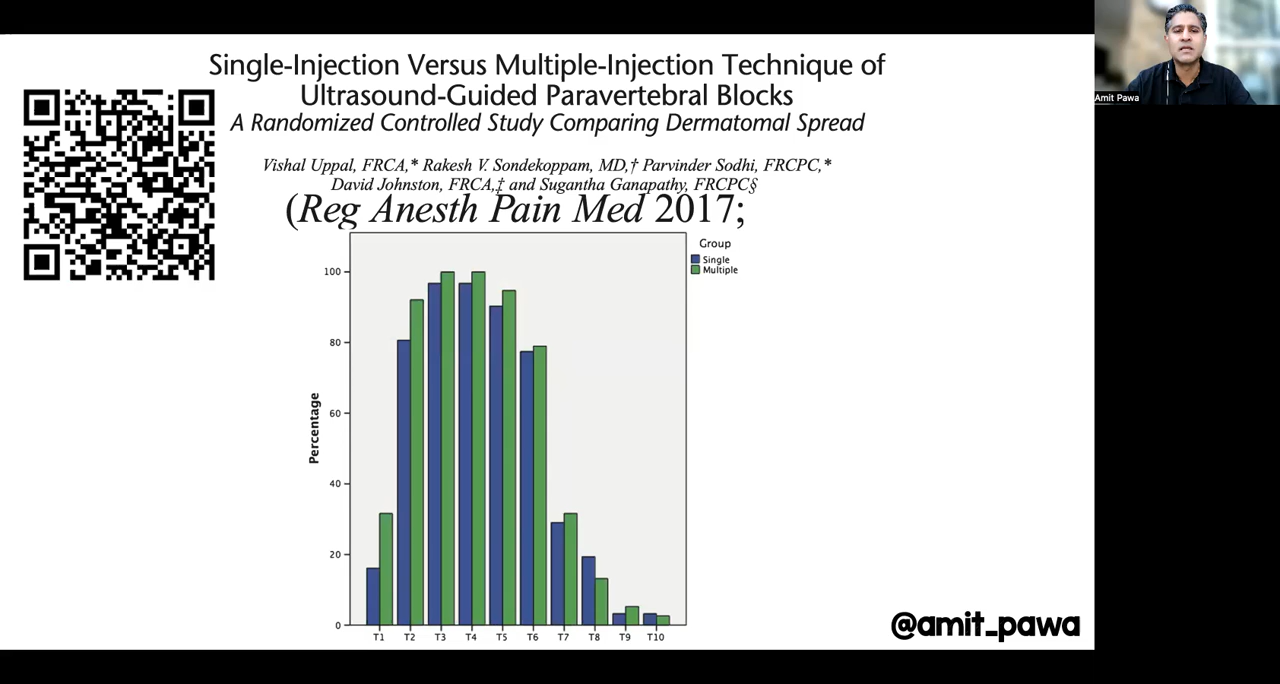 Single-Injection Versus Multiple-Injection Technique of
Ultrasound-Guided Paravertebral Blocks
A Randomized Controlled Study Comparing Dermatomal Spread
Vishal Uppal, FRCA,* Rakesh V. Sondekoppam, MD,† Parvinder Sodhi, FRCPC,*
David Johnston, FRCA,‡ and Sugantha Ganapathy, FRCPC§
(Reg Anesth Pain Med 2017;
Group
Single
Multiple
Percentage
100
80
60
40
20
0
T1 T2 T3 T4 T5 T6 T7 T8 T9 T10
@amit_pawa
Amit Pawa